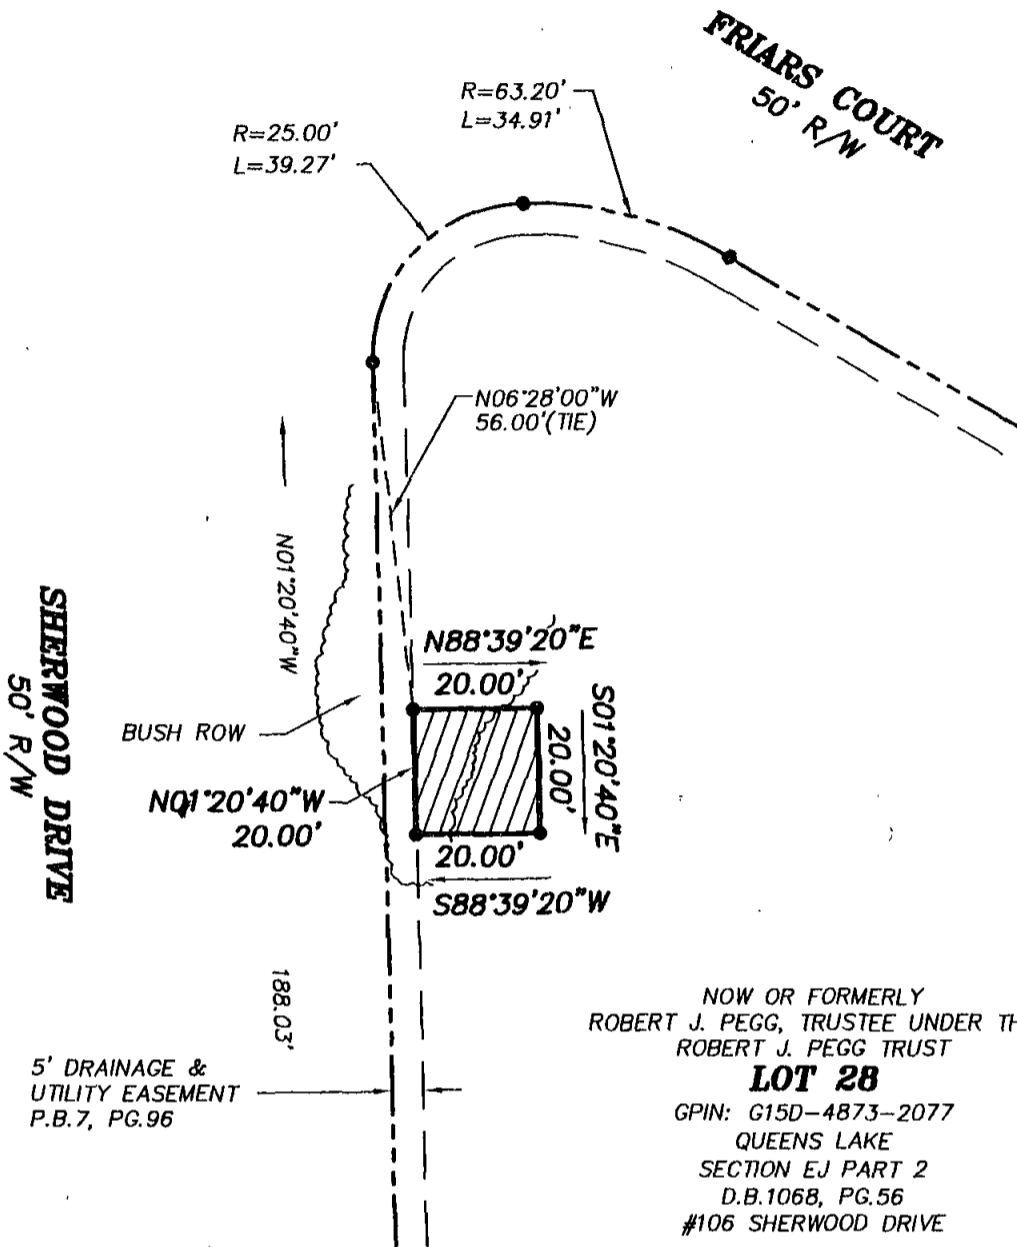 FRIARS COURT
50' R/W
R=63.20'
L=34.91'
R=25.00'
L=39.27'
N06°28'00"W
56.00'(TIE)
N01°20'40"W
SHERWOOD DRIVE
50' R/W
N88°39'20"E
20.00'
S01°20'40"E
20.00'
BUSH ROW
N01°20'40"W
20.00'
20.00'
S88°39'20"W
188.03'
5' DRAINAGE &
UTILITY EASEMENT
P.B.7, PG.96
NOW OR FORMERLY
ROBERT J. PEGG, TRUSTEE UNDER TH
ROBERT J. PEGG TRUST
LOT 28
GPIN: G15D-4873-2077
QUEENS LAKE
SECTION EJ PART 2
D.B.1068, PG.56
#106 SHERWOOD DRIVE